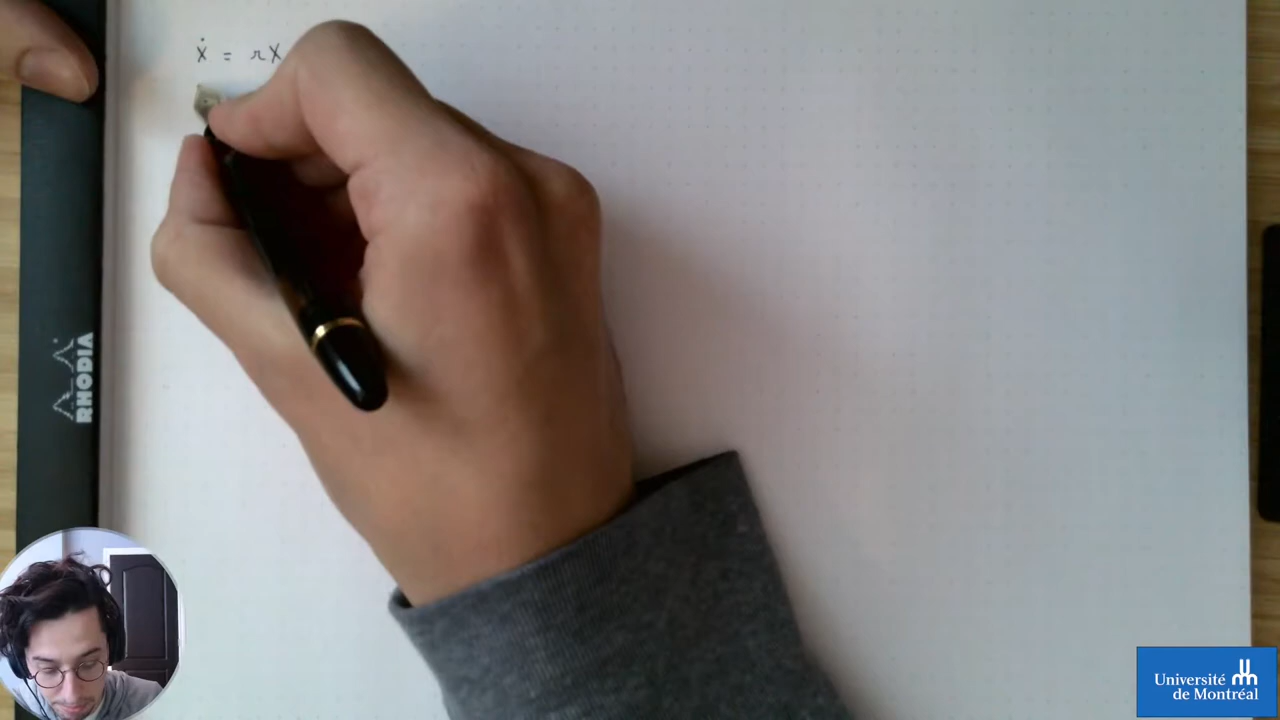 ẋ = rx
RHODIA
Université
de Montréal